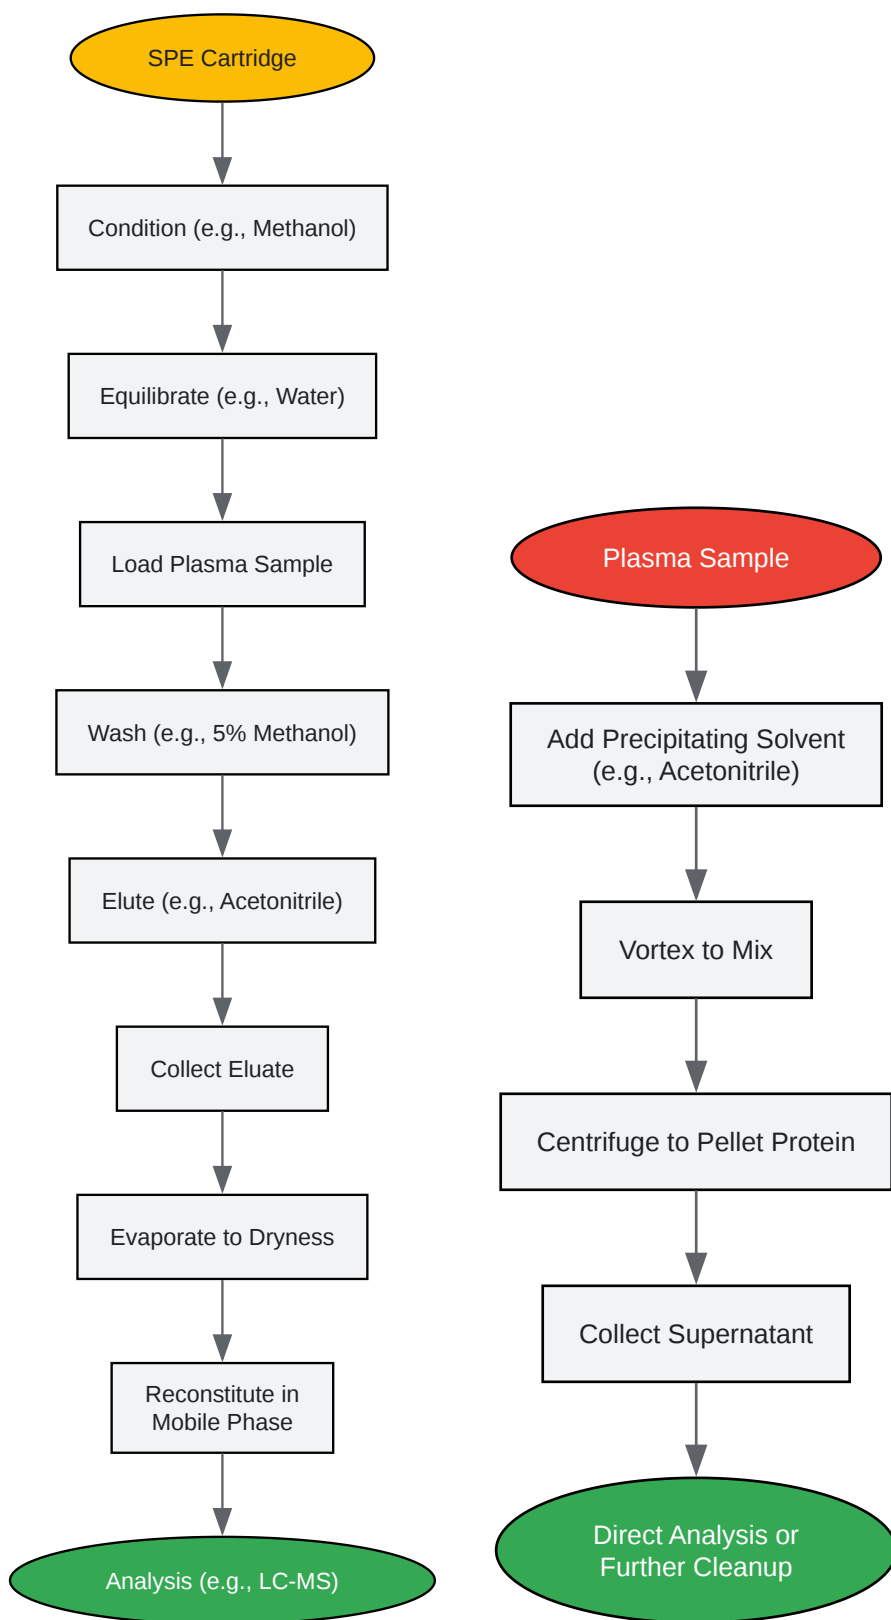 SPE Cartridge
Condition (e.g., Methanol)
Equilibrate (e.g., Water)
Load Plasma Sample
Wash (e.g., 5% Methanol)
Elute (e.g., Acetonitrile)
Collect Eluate
Evaporate to Dryness
Reconstitute in
Mobile Phase
Analysis (e.g., LC-MS)
Plasma Sample
Add Precipitating Solvent
(e.g., Acetonitrile)
Vortex to Mix
Centrifuge to Pellet Protein
Collect Supernatant
Direct Analysis or
Further Cleanup